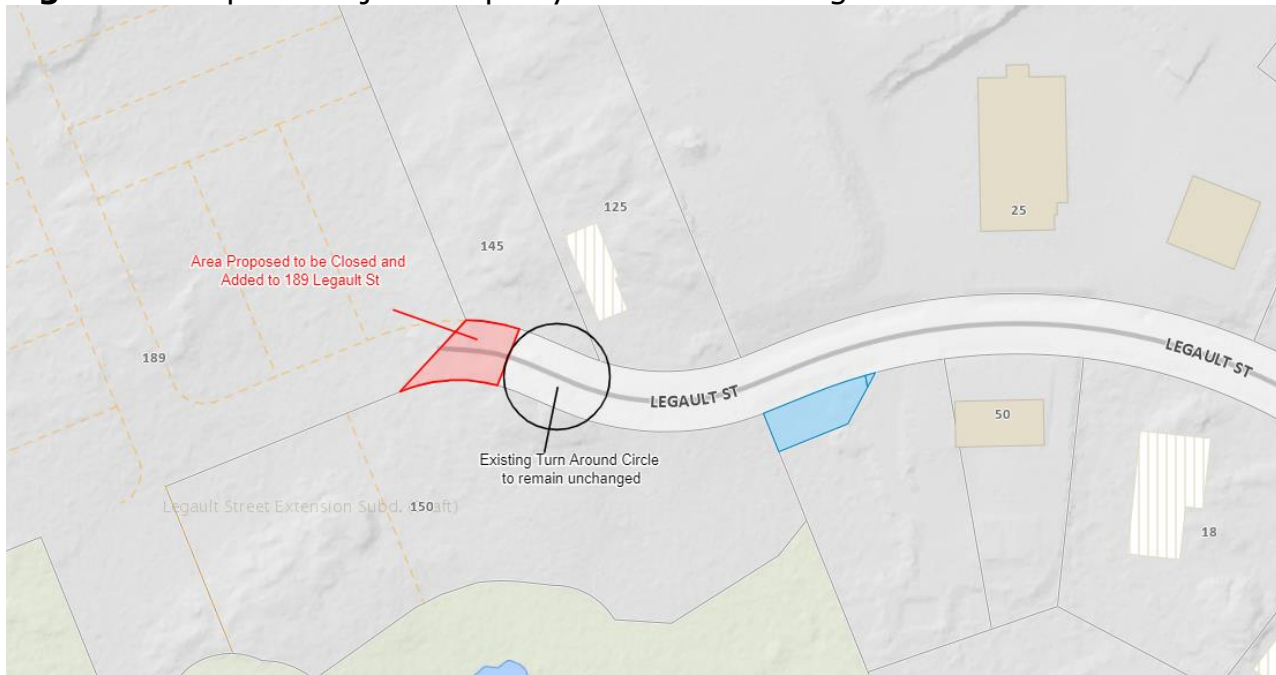 125
25
145
Area Proposed to be Closed and
Added to 189 Legault St
LEGAULT ST
189
LEGAULT ST
50
Existing Turn Around Circle
to remain unchanged
Legault Street Extension Subd.
150
18